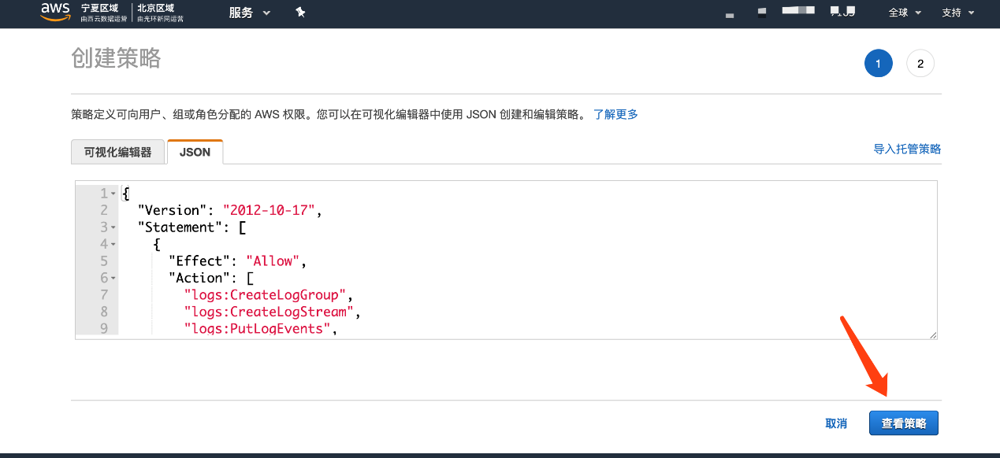 aws 宁夏区域 北京区域 服务 全球 支持
由西云数据运营 由光环新网运营
创建策略 1 2
策略定义可向用户、组或角色分配的 AWS 权限。您可以在可视化编辑器中使用 JSON 创建和编辑策略。 了解更多
可视化编辑器 JSON 导入托管策略
1 {
2 "Version": "2012-10-17",
3 "Statement": [
4 {
5 "Effect": "Allow",
6 "Action": [
7 "logs:CreateLogGroup",
8 "logs:CreateLogStream",
9 "logs:PutLogEvents",
取消 查看策略